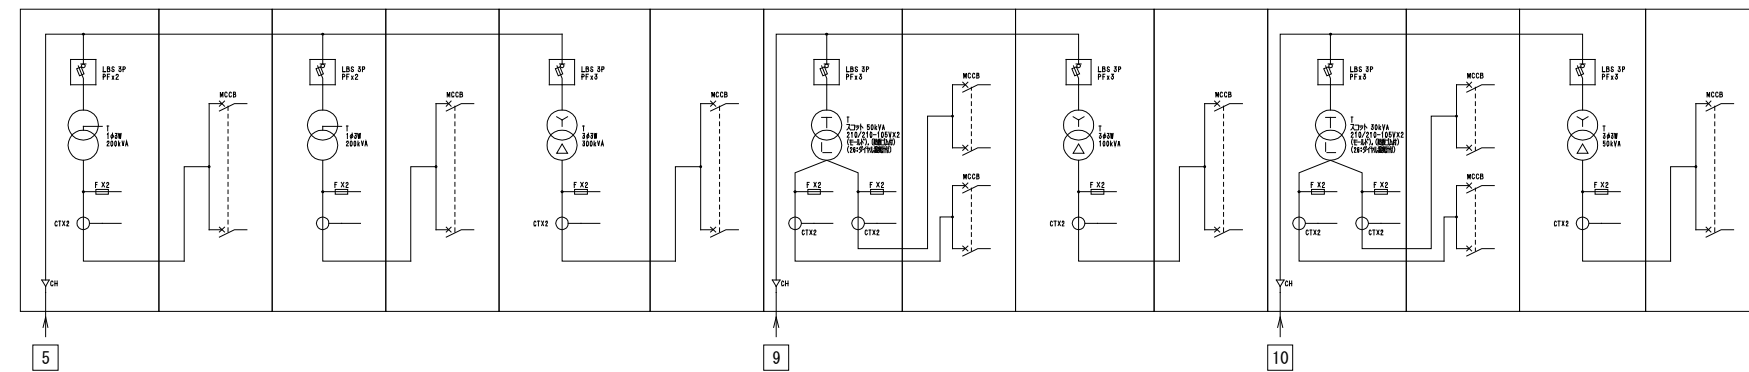 LBS 3P
PFx2
T
1φ3W
200kVA
F X2
CTX2
CH
MCCB
LBS 3P
PFx2
T
1φ3W
200kVA
F X2
MCCB
LBS 3P
PFx3
T
3φ3W
300kVA
F X2
CTX2
MCCB
LBS 3P
PFx3
T
スコット 50kVA
210/210-105VX2
F X2
F X2
CTX2
CTX2
CH
MCCB
MCCB
LBS 3P
PFx3
T
3φ3W
100kVA
F X2
CTX2
MCCB
LBS 3P
PFx3
T
スコット 30kVA
210/210-105VX2
F X2
F X2
CTX2
CTX2
CH
MCCB
MCCB
LBS 3P
PFx3
T
3φ3W
50kVA
F X2
CTX2
MCCB
5
9
10